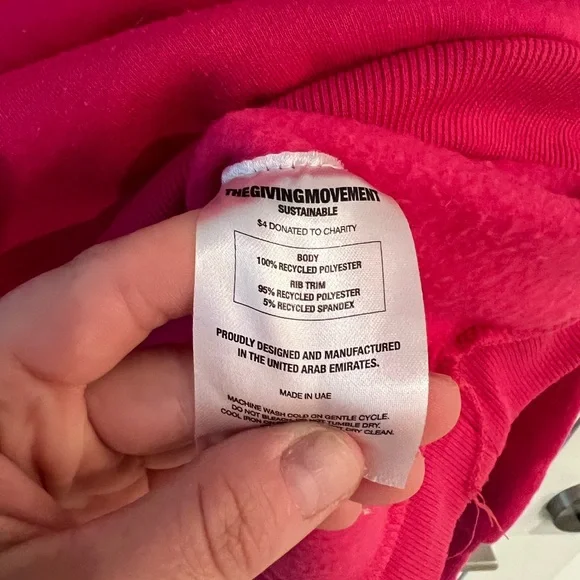 THEGIVINGMOVEMENT
SUSTAINABLE
$4 DONATED TO CHARITY
BODY
100% RECYCLED POLYESTER
RIB TRIM
95% RECYCLED POLYESTER
5% RECYCLED SPANDEX
PROUDLY DESIGNED AND MANUFACTURED
IN THE UNITED ARAB EMIRATES.
MADE IN UAE
MACHINE WASH COLD ON GENTLE CYCLE.
DO NOT BLEACH. TUMBLE DRY.
COOL IRON DRY CLEAN.